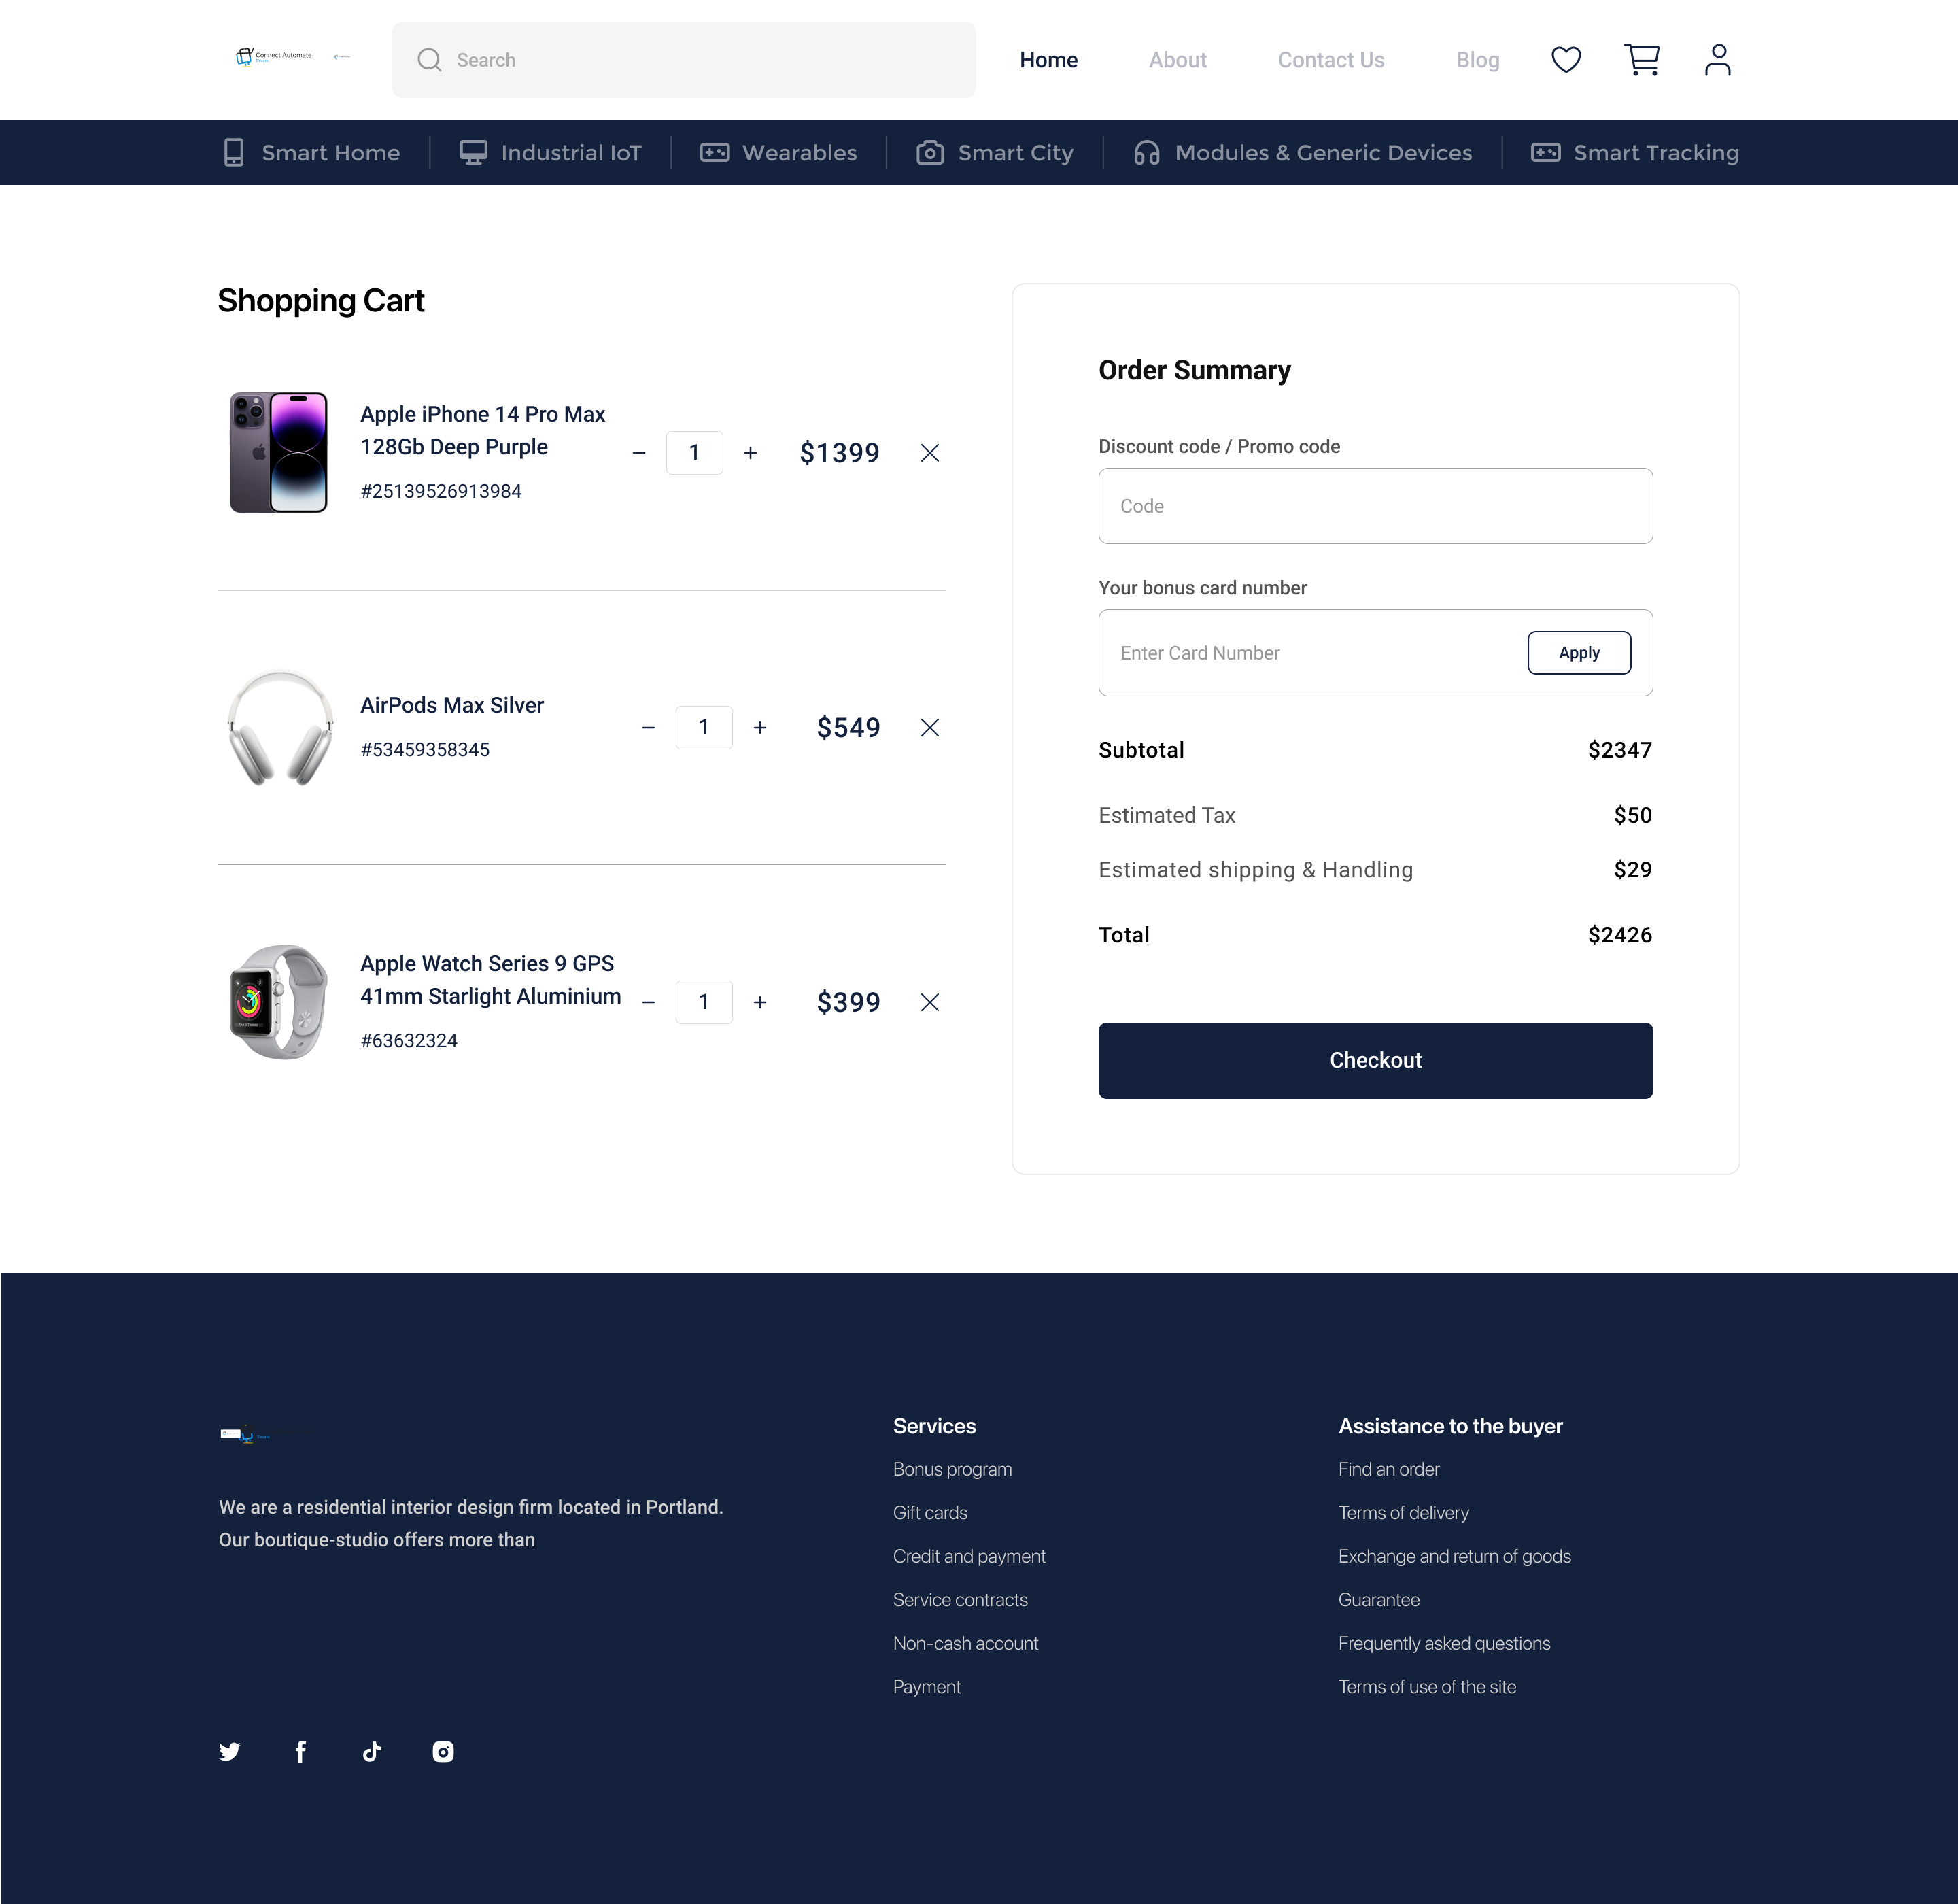 Connect Automate
Search
Home
About
Contact Us
Blog
Smart Home
Industrial IoT
Wearables
Smart City
Modules & Generic Devices
Smart Tracking
Shopping Cart
Apple iPhone 14 Pro Max
128Gb Deep Purple
#25139526913984
1
$1399
AirPods Max Silver
#53459358345
1
$549
Apple Watch Series 9 GPS
41mm Starlight Aluminium
#63632324
1
$399
Order Summary
Discount code / Promo code
Code
Your bonus card number
Enter Card Number
Apply
Subtotal
$2347
Estimated Tax
$50
Estimated shipping & Handling
$29
Total
$2426
Checkout
We are a residential interior design firm located in Portland.
Our boutique-studio offers more than
Services
Bonus program
Gift cards
Credit and payment
Service contracts
Non-cash account
Payment
Assistance to the buyer
Find an order
Terms of delivery
Exchange and return of goods
Guarantee
Frequently asked questions
Terms of use of the site